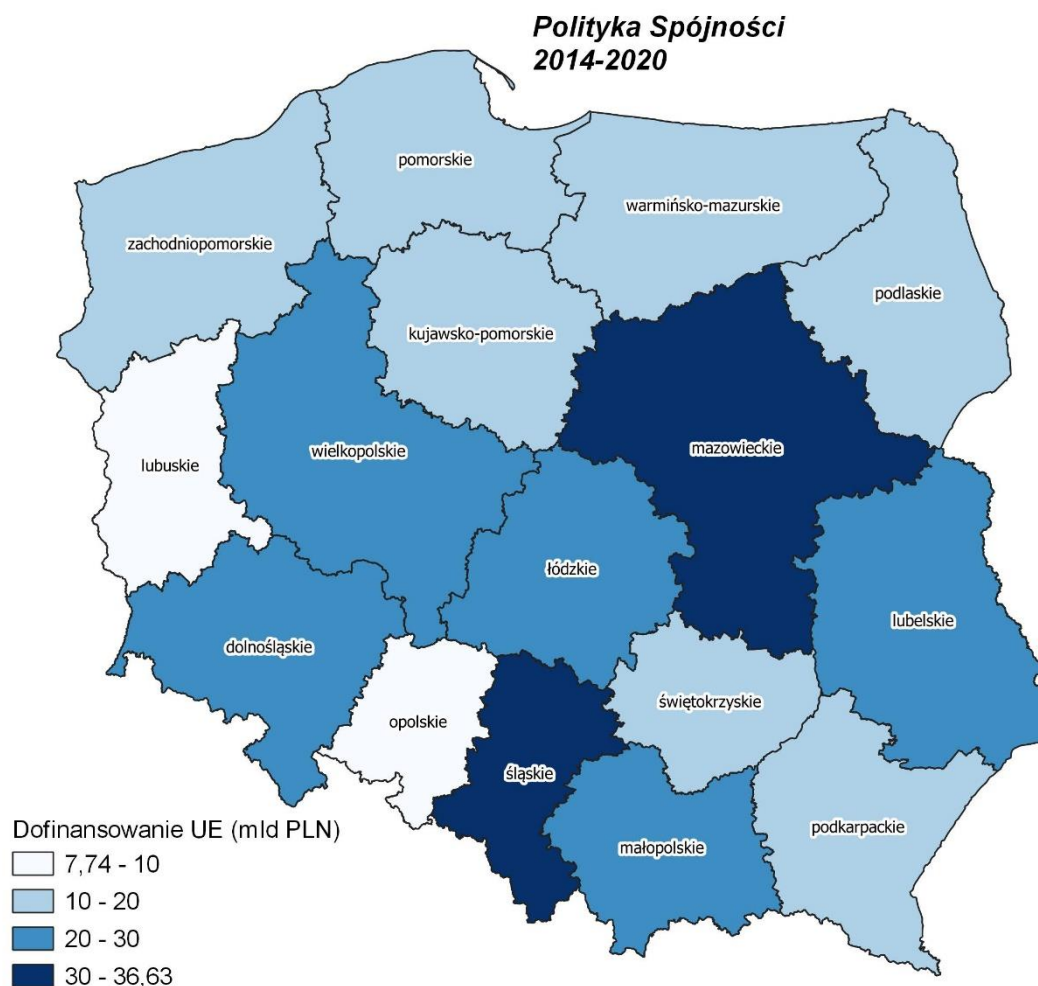 Polityka Spójności
2014-2020
pomorskie
warmińsko-mazurskie
zachodniopomorskie
podlaskie
kujawsko-pomorskie
mazowieckie
wielkopolskie
lubuskie
łódzkie
lubelskie
dolnośląskie
świętokrzyskie
opolskie
śląskie
podkarpackie
małopolskie
Dofinansowanie UE (mld PLN)
7,74 - 10
10 - 20
20 - 30
30 - 36,63